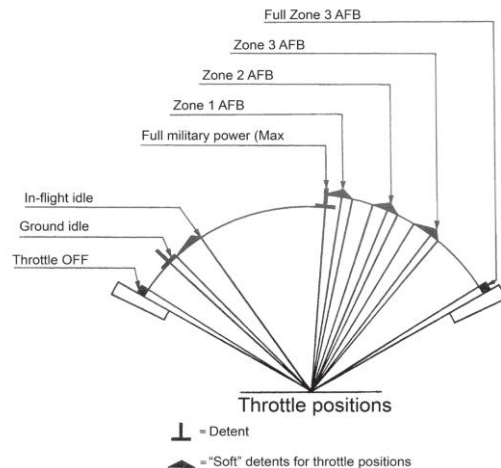 Full Zone 3 AFB
Zone 3 AFB
Zone 2 AFB
Zone 1 AFB
Full military power (Max
In-flight idle
Ground idle
Throttle OFF
Throttle positions
= Detent
= "Soft" detents for throttle positions